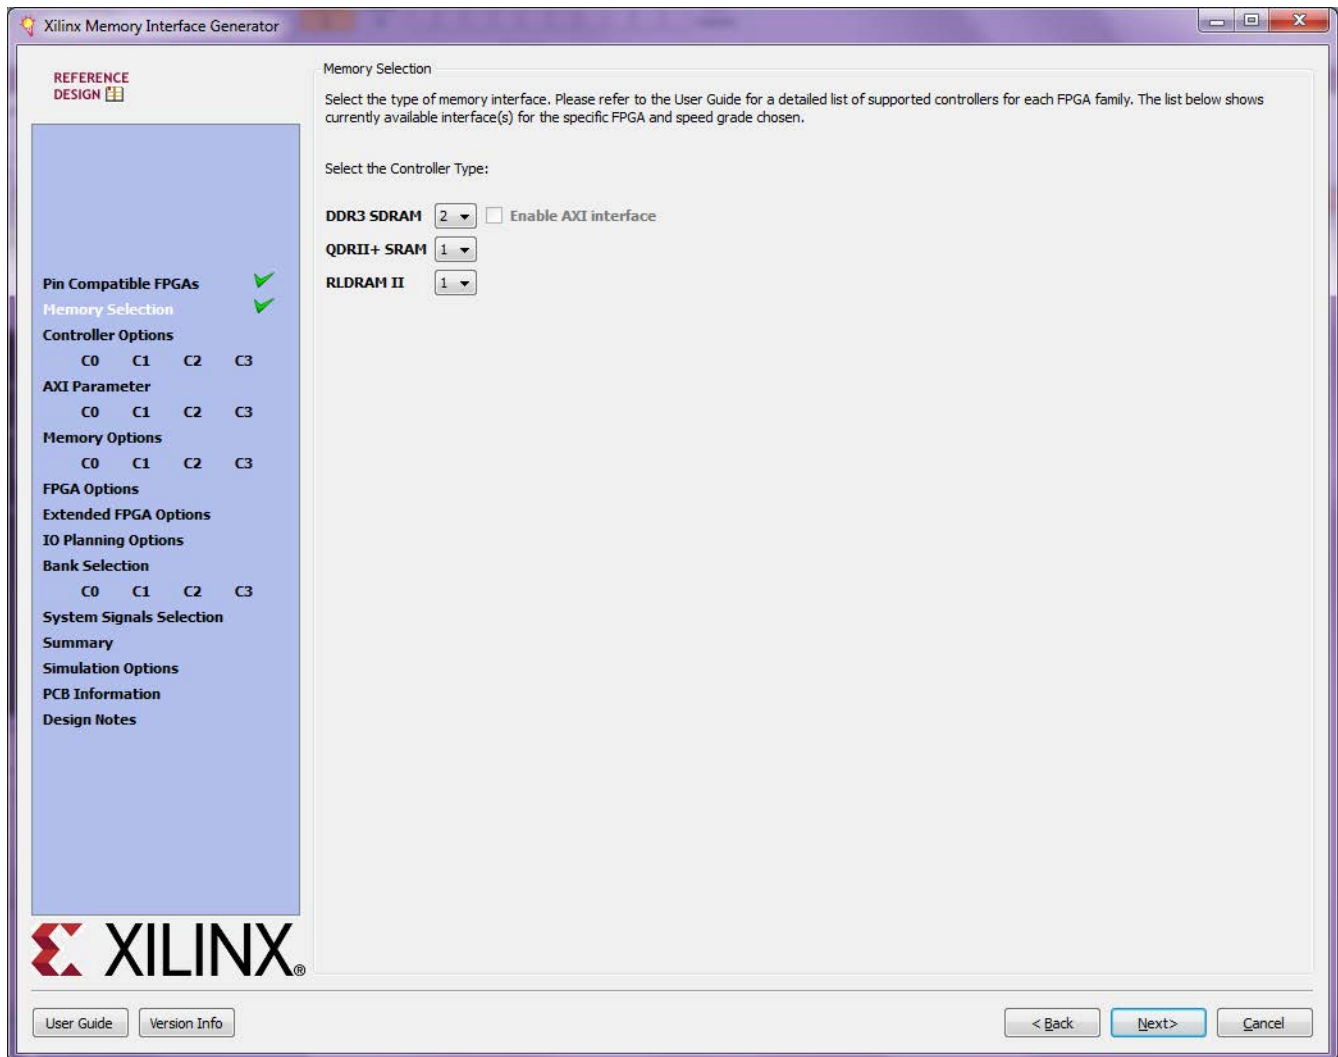 Xilinx Memory Interface Generator
REFERENCE
DESIGN
Pin Compatible FPGAs
Memory Selection
Controller Options
C0 C1 C2 C3
AXI Parameter
C0 C1 C2 C3
Memory Options
C0 C1 C2 C3
FPGA Options
Extended FPGA Options
IO Planning Options
Bank Selection
C0 C1 C2 C3
System Signals Selection
Summary
Simulation Options
PCB Information
Design Notes
XILINX®
Memory Selection
Select the type of memory interface. Please refer to the User Guide for a detailed list of supported controllers for each FPGA family. The list below shows
currently available interface(s) for the specific FPGA and speed grade chosen.
Select the Controller Type:
DDR3 SDRAM 2 Enable AXI interface
QDRII+ SRAM 1
RLDRAM II 1
User Guide Version Info < Back Next> Cancel